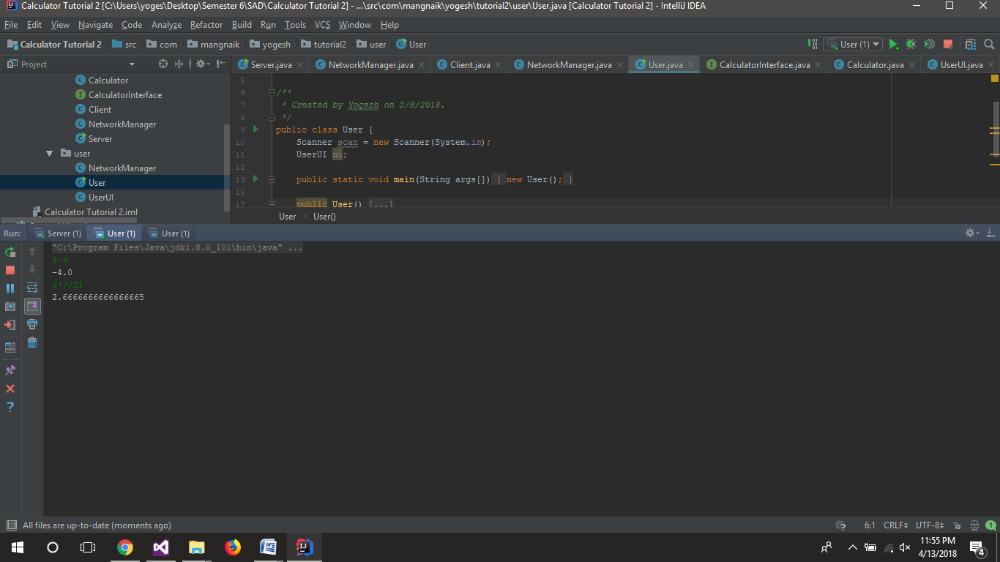 Calculator Tutorial 2 [C:\Users\yoges\Desktop\Semester 6\SAD\Calculator Tutorial 2] - ...\src\com\mangnaik\yogesh\tutorial2\user\User.java [Calculator Tutorial 2] - IntelliJ IDEA
File Edit View Navigate Code Analyze Refactor Build Run Tools VCS Window Help
Calculator Tutorial 2 src com mangnaik yogesh tutorial2 user User User (1)
Project
Server.java NetworkManager.java Client.java NetworkManager.java User.java CalculatorInterface.java Calculator.java UserUI.java
Calculator
CalculatorInterface
Client
NetworkManager
Server
user
NetworkManager
User
UserUI
Calculator Tutorial 2.iml
5
6 /**
7 * Created by Yogesh on 2/8/2018.
8 */
9 public class User {
10 Scanner scan = new Scanner(System.in);
11 UserUI ui;
12
13 public static void main(String args[]) { new User(); }
16
17 public User() {...}
User User()
Run: Server (1) User (1) User (1)
"C:\Program Files\Java\jdk1.8.0_101\bin\java" ...
5-9
-4.0
8*7/21
2.6666666666666665
All files are up-to-date (moments ago) 6:1 CRLF UTF-8 1
11:55 PM
4/13/2018 4